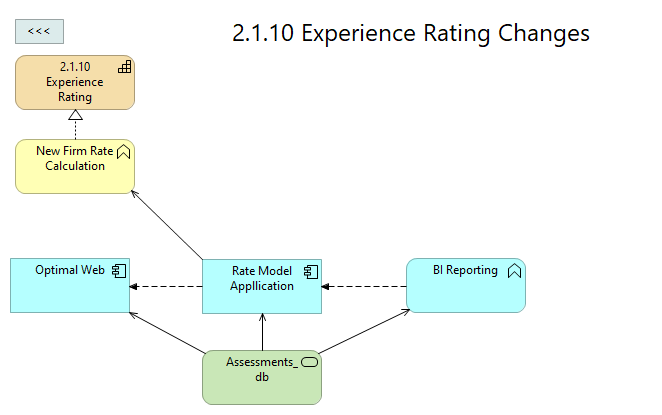 <<<
2.1.10 Experience Rating Changes
2.1.10
Experience
Rating
New Firm Rate
Calculation
Optimal Web
Rate Model
Appllication
BI Reporting
Assessments_
db